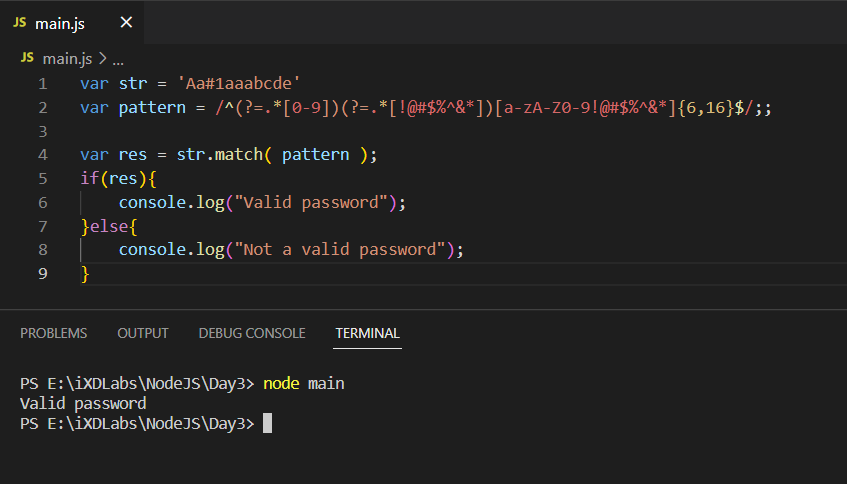 JS main.js ×
JS main.js > ...
1 var str = 'Aa#1aaabcde'
2 var pattern = /^(?=.*[0-9])(?=.*[!@#$%^&*])[a-zA-Z0-9!@#$%^&*]{6,16}$/;;
3
4 var res = str.match( pattern );
5 if(res){
6     console.log("Valid password");
7 }else{
8     console.log("Not a valid password");
9 }
PROBLEMS OUTPUT DEBUG CONSOLE TERMINAL
PS E:\iXDLabs\NodeJS\Day3> node main
Valid password
PS E:\iXDLabs\NodeJS\Day3>